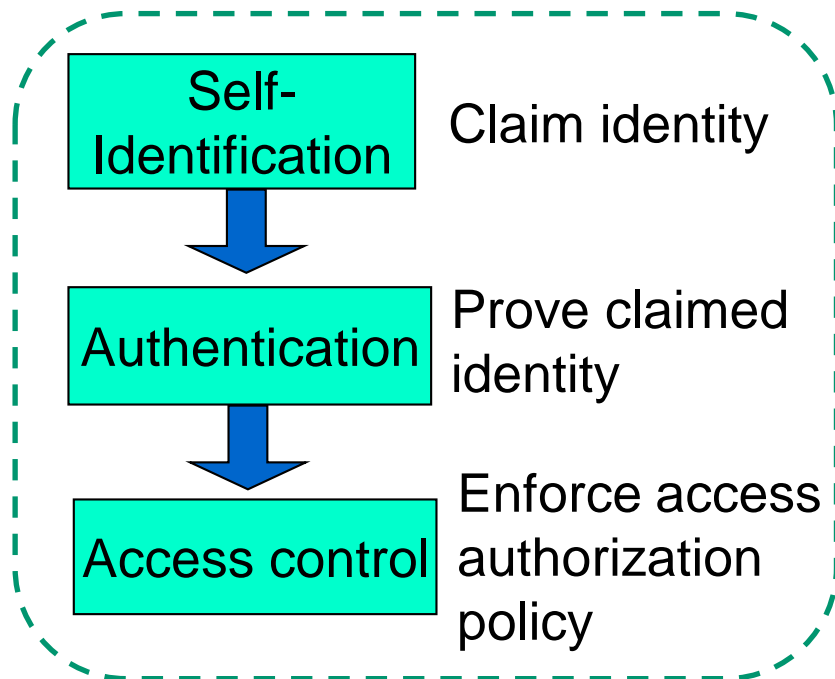 Self-
Identification
Claim identity
Authentication
Prove claimed
identity
Access control
Enforce access
authorization
policy